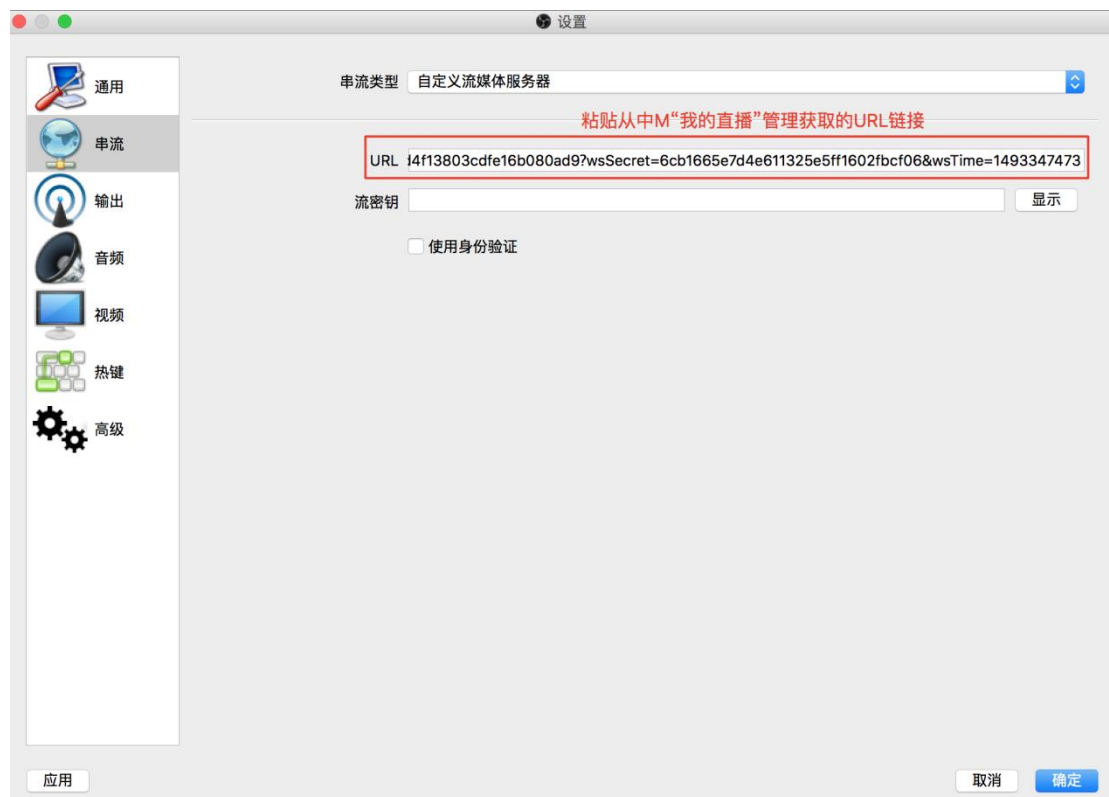 设置
通用
串流
输出
音频
视频
热键
高级
串流类型 自定义流媒体服务器
粘贴从中M“我的直播”管理获取的URL链接
URL 4f13803cdfe16b080ad9?wsSecret=6cb1665e7d4e611325e5ff1602fbcf06&wsTime=1493347473
流密钥 显示
使用身份验证
应用 取消 确定